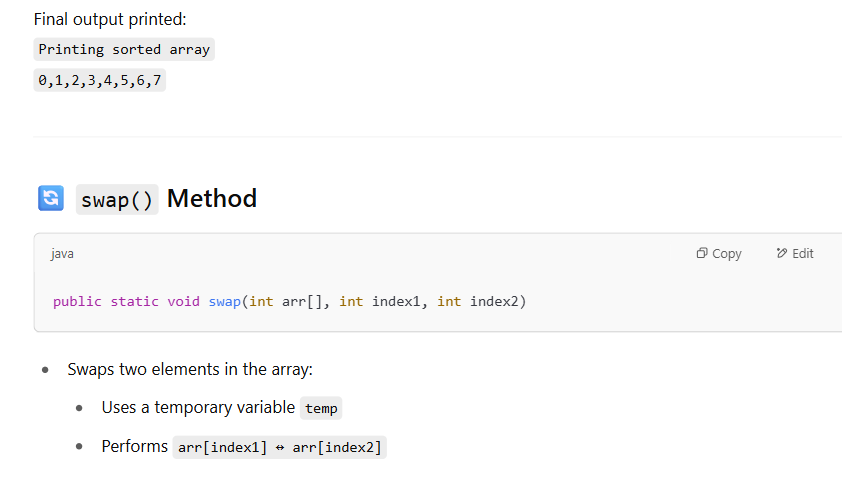 Final output printed:
Printing sorted array
0,1,2,3,4,5,6,7
swap() Method
java
Copy
Edit
public static void swap(int arr[], int index1, int index2)
Swaps two elements in the array:
Uses a temporary variable temp
Performs arr[index1] ↔ arr[index2]